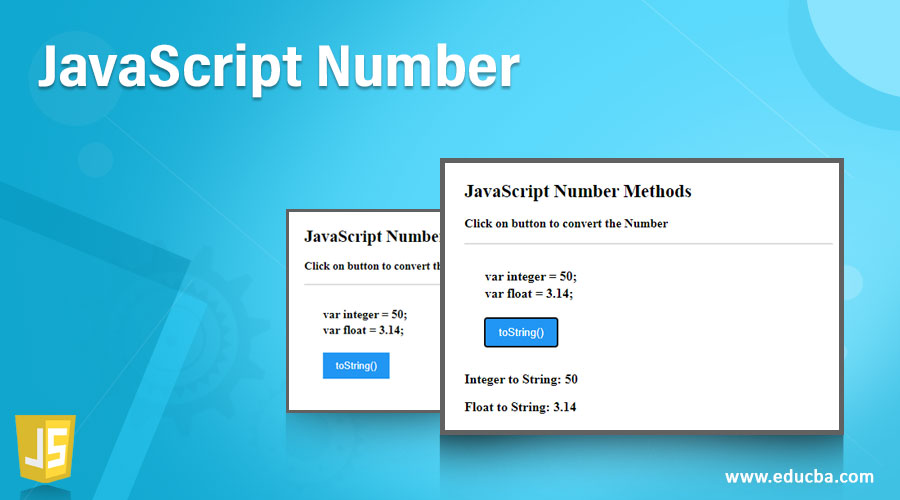 JavaScript Number
JavaScript Number
Click on button to convert th
var integer = 50;
var float = 3.14;
toString()
JavaScript Number Methods
Click on button to convert the Number
var integer = 50;
var float = 3.14;
toString()
Integer to String: 50
Float to String: 3.14
JS
www.educba.com